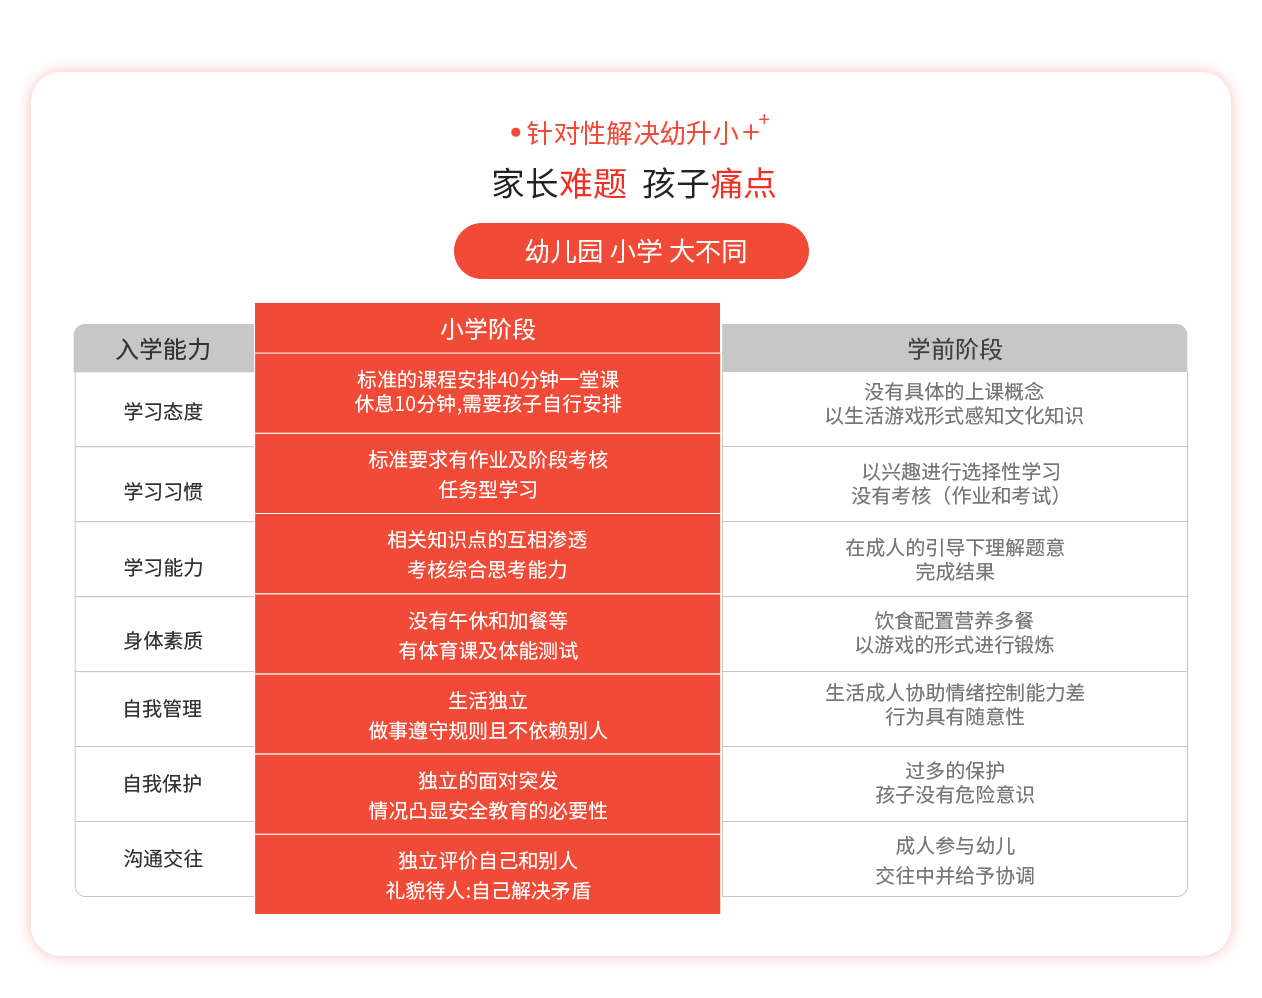 •针对性解决幼升小++
家长难题 孩子痛点
幼儿园 小学 大不同
入学能力
小学阶段
学前阶段
学习态度
标准的课程安排40分钟一堂课
休息10分钟,需要孩子自行安排
没有具体的上课概念
以生活游戏形式感知文化知识
学习习惯
标准要求有作业及阶段考核
任务型学习
以兴趣进行选择性学习
没有考核（作业和考试）
学习能力
相关知识点的互相渗透
考核综合思考能力
在成人的引导下理解题意
完成结果
身体素质
没有午休和加餐等
有体育课及体能测试
饮食配置营养多餐
以游戏的形式进行锻炼
自我管理
生活独立
做事遵守规则且不依赖别人
生活成人协助情绪控制能力差
行为具有随意性
自我保护
独立的面对突发
情况凸显安全教育的必要性
过多的保护
孩子没有危险意识
沟通交往
独立评价自己和别人
礼貌待人:自己解决矛盾
成人参与幼儿
交往中并给予协调